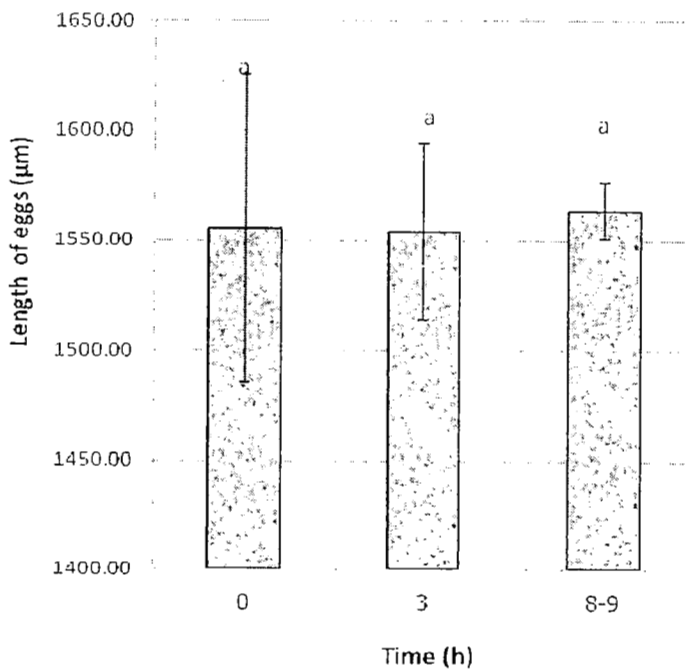 1650.00
1600.00
1550.00
1500.00
1450.00
1400.00
Length of eggs (μm)
a
a
a
0
3
8-9
Time (h)